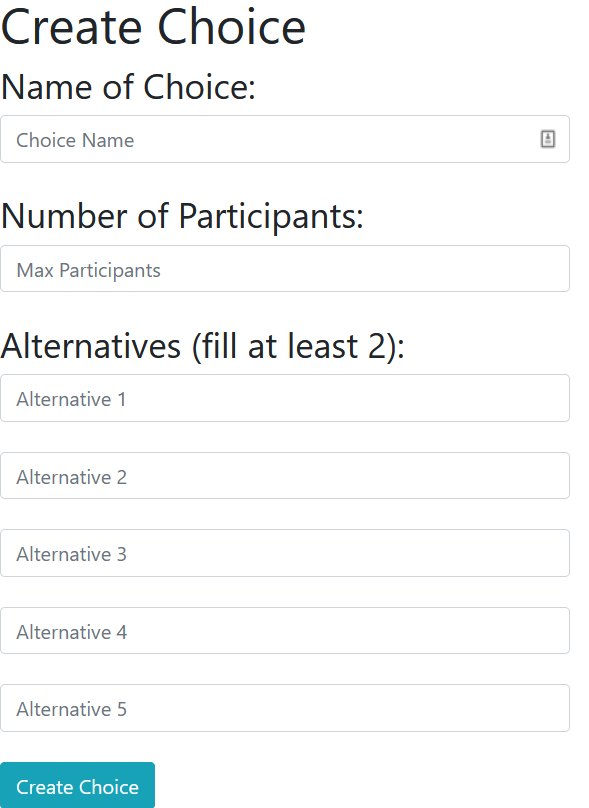 Create Choice
Name of Choice:
Choice Name
Number of Participants:
Max Participants
Alternatives (fill at least 2):
Alternative 1
Alternative 2
Alternative 3
Alternative 4
Alternative 5
Create Choice